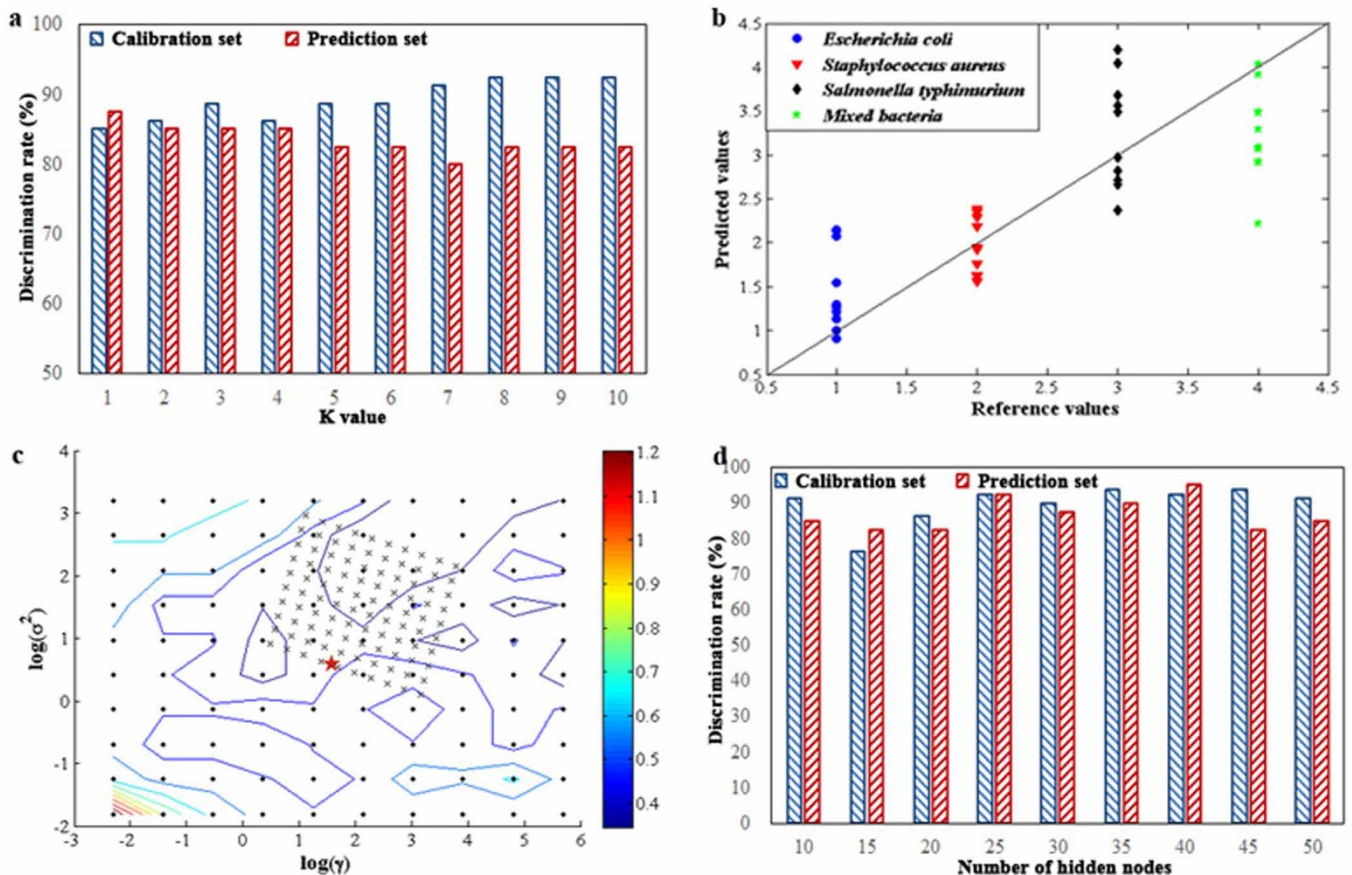 a
100
90
80
70
60
50
Discrimination rate (%)
Calibration set
Prediction set
1 2 3 4 5 6 7 8 9 10
K value
b
4.5
4
3.5
3
2.5
2
1.5
1
0.5
Predicted values
Escherichia coli
Staphylococcus aureus
Salmonella typhimurium
Mixed bacteria
0.5 1 1.5 2 2.5 3 3.5 4 4.5
Reference values
c
4
3
2
1
0
-1
-2
log(σ²)
-3 -2 -1 0 1 2 3 4 5 6
log(γ)
1.2
1.1
1
0.9
0.8
0.7
0.6
0.5
0.4
d
100
90
80
70
60
50
40
30
20
10
0
Discrimination rate (%)
Calibration set
Prediction set
10 15 20 25 30 35 40 45 50
Number of hidden nodes